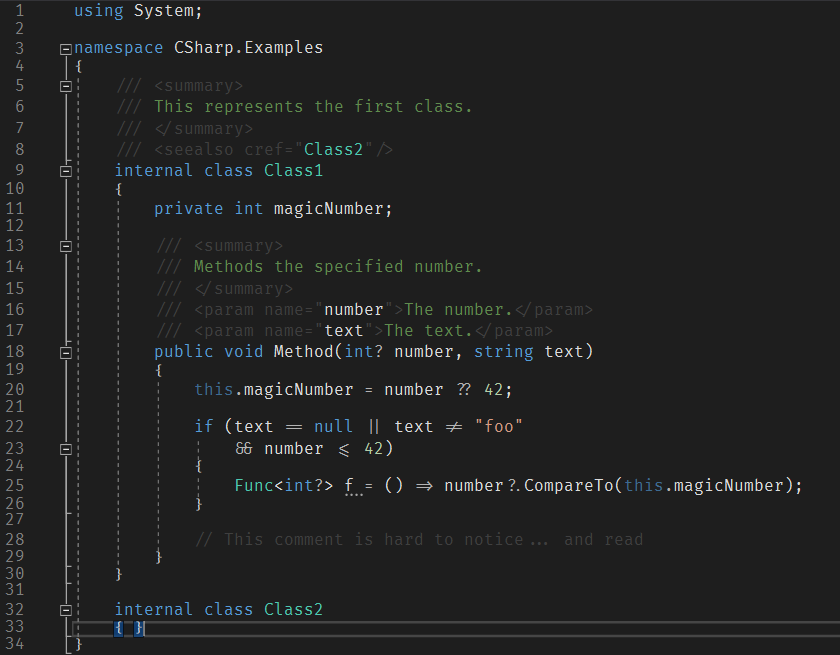 1 using System;
2
3 namespace CSharp.Examples
4 {
5 /// <summary>
6 /// This represents the first class.
7 /// </summary>
8 /// <seealso cref="Class2"/>
9 internal class Class1
10 {
11 private int magicNumber;
12
13 /// <summary>
14 /// Methods the specified number.
15 /// </summary>
16 /// <param name="number">The number.</param>
17 /// <param name="text">The text.</param>
18 public void Method(int? number, string text)
19 {
20 this.magicNumber = number ?? 42;
21
22 if (text == null || text != "foo"
23 && number <= 42)
24 {
25 Func<int?> f = () => number?.CompareTo(this.magicNumber);
26 }
27
28 // This comment is hard to notice... and read
29 }
30 }
31
32 internal class Class2
33 { }
34 }